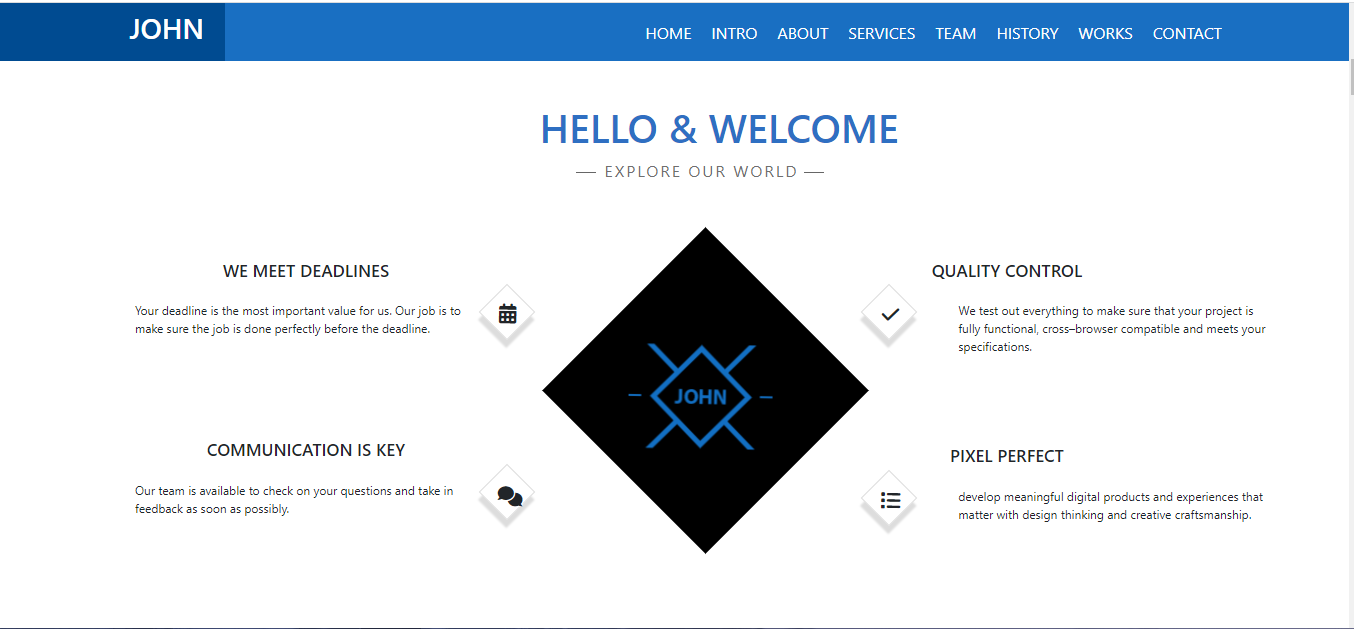 JOHN
HOME INTRO ABOUT SERVICES TEAM HISTORY WORKS CONTACT
HELLO & WELCOME
EXPLORE OUR WORLD
WE MEET DEADLINES
Your deadline is the most important value for us. Our job is to
make sure the job is done perfectly before the deadline.
COMMUNICATION IS KEY
Our team is available to check on your questions and take in
feedback as soon as possibly.
JOHN
QUALITY CONTROL
We test out everything to make sure that your project is
fully functional, cross–browser compatible and meets your
specifications.
PIXEL PERFECT
develop meaningful digital products and experiences that
matter with design thinking and creative craftsmanship.